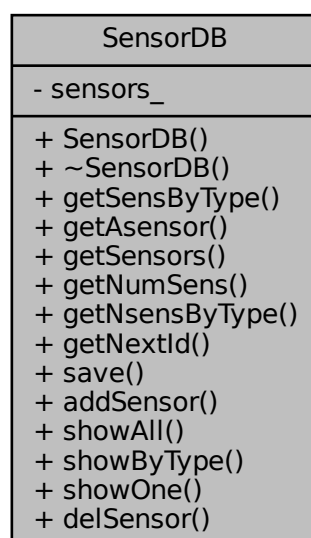 SensorDB
- sensors_
+ SensorDB()
+ ~SensorDB()
+ getSensByType()
+ getAsensor()
+ getSensors()
+ getNumSens()
+ getNsensByType()
+ getNextId()
+ save()
+ addSensor()
+ showAll()
+ showByType()
+ showOne()
+ delSensor()